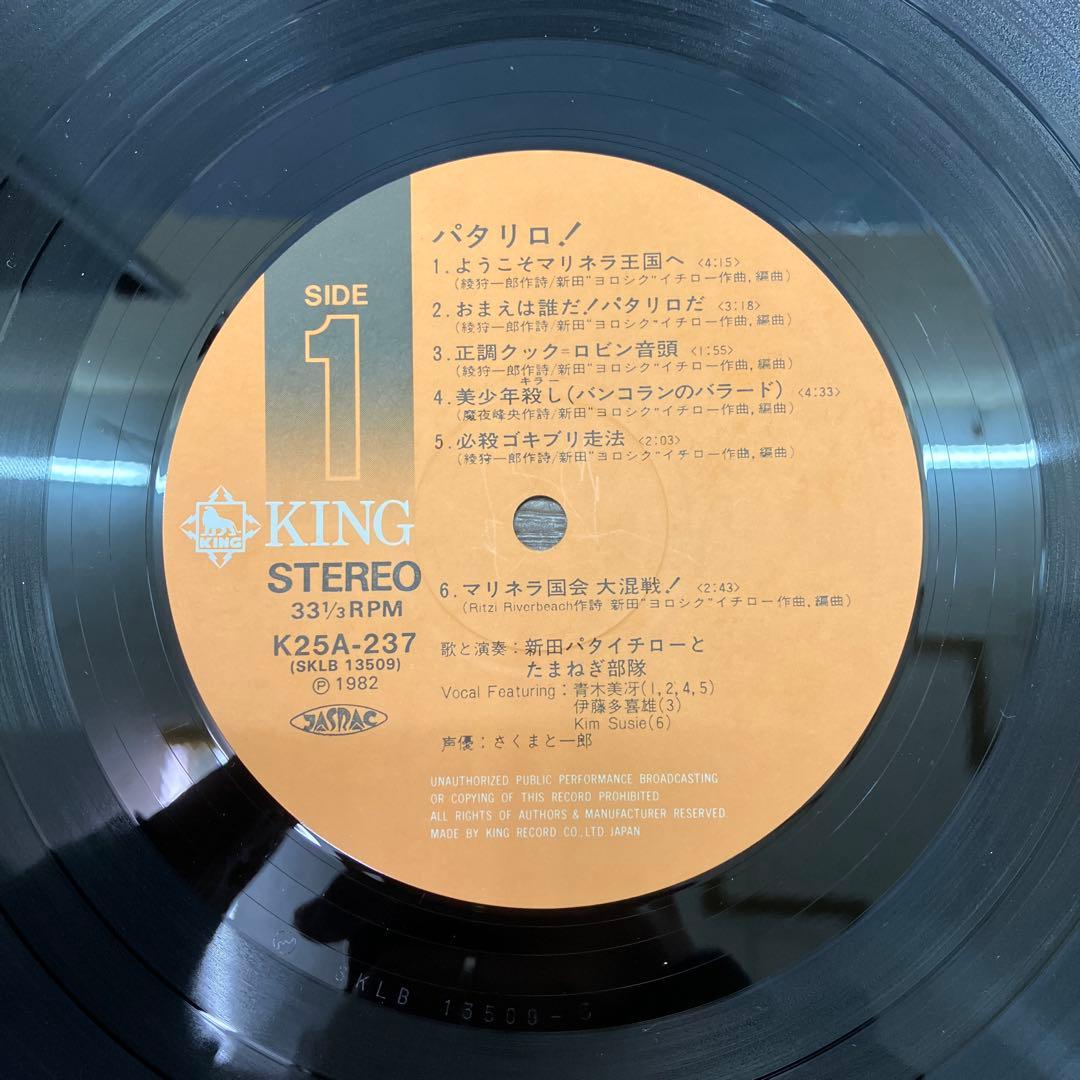 パタリロ!
1.ようこそマリネラ王国へ <4:15>
(綾狩一郎作詩/新田"ヨロシク"イチロー作曲,編曲)
2.おまえは誰だ!パタリロだ <3:18>
(綾狩一郎作詩/新田"ヨロシク"イチロー作曲,編曲)
3.正調クック=ロビン音頭 <1:55>
(綾狩一郎作詩/新田"ヨロシク"イチロー作曲,編曲)
キラー
4.美少年殺し(バンコランのバラード) <4:33>
(魔夜峰央作詩/新田"ヨロシク"イチロー作曲,編曲)
5.必殺ゴキブリ走法 <2:03>
(綾狩一郎作詩/新田"ヨロシク"イチロー作曲,編曲)
SIDE
1
KING
KING
STEREO
33 1/3 RPM
K25A-237
(SKLB 13509)
Ⓟ 1982
JASRAC
6.マリネラ国会 大混戦! <2:43>
(Ritzi Riverbeach作詩 新田"ヨロシク"イチロー作曲,編曲)
歌と演奏:新田パタイチローと
たまねぎ部隊
Vocal Featuring:青木美冴(1,2,4,5)
伊藤多喜雄(3)
Kim Susie(6)
声優:さくまと一郎
UNAUTHORIZED PUBLIC PERFORMANCE BROADCASTING
OR COPYING OF THIS RECORD PROHIBITED
ALL RIGHTS OF AUTHORS & MANUFACTURER RESERVED.
MADE BY KING RECORD CO.,LTD. JAPAN
SKLB 13509-